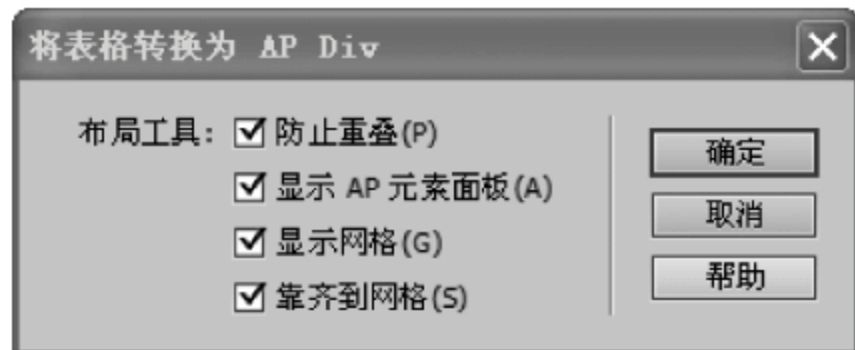 将表格转换为 AP Div
布局工具: 防止重叠(P)
显示 AP 元素面板(A)
显示网格(G)
靠齐到网格(S)
确定
取消
帮助